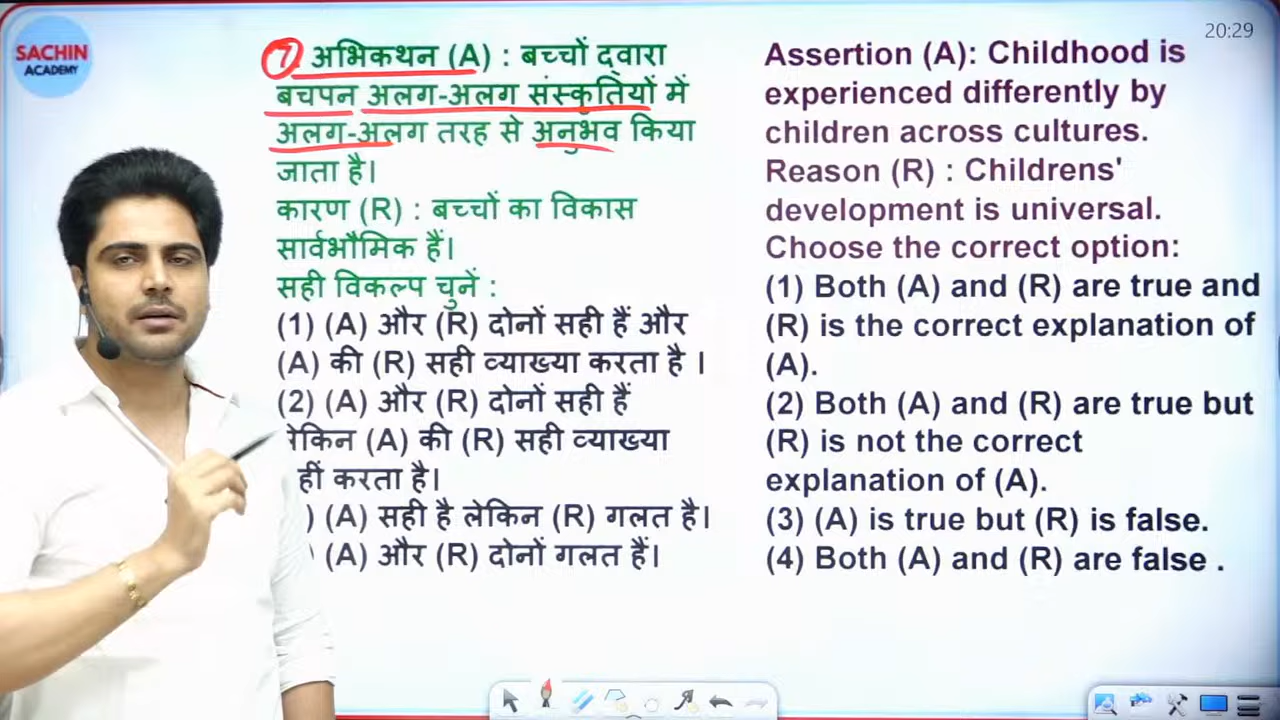 SACHIN
ACADEMY
20:29
7 अभिकथन (A) : बच्चों द्वारा
बचपन अलग-अलग संस्कृतियों में
अलग-अलग तरह से अनुभव किया
जाता है।
कारण (R) : बच्चों का विकास
सार्वभौमिक हैं।
सही विकल्प चुनें :
(1) (A) और (R) दोनों सही हैं और
(A) की (R) सही व्याख्या करता है ।
(2) (A) और (R) दोनों सही हैं
(A) की (R) सही व्याख्या
करता है।
) (A) सही है लेकिन (R) गलत है।
) (A) और (R) दोनों गलत हैं।
Assertion (A): Childhood is
experienced differently by
children across cultures.
Reason (R) : Childrens'
development is universal.
Choose the correct option:
(1) Both (A) and (R) are true and
(R) is the correct explanation of
(A).
(2) Both (A) and (R) are true but
(R) is not the correct
explanation of (A).
(3) (A) is true but (R) is false.
(4) Both (A) and (R) are false .